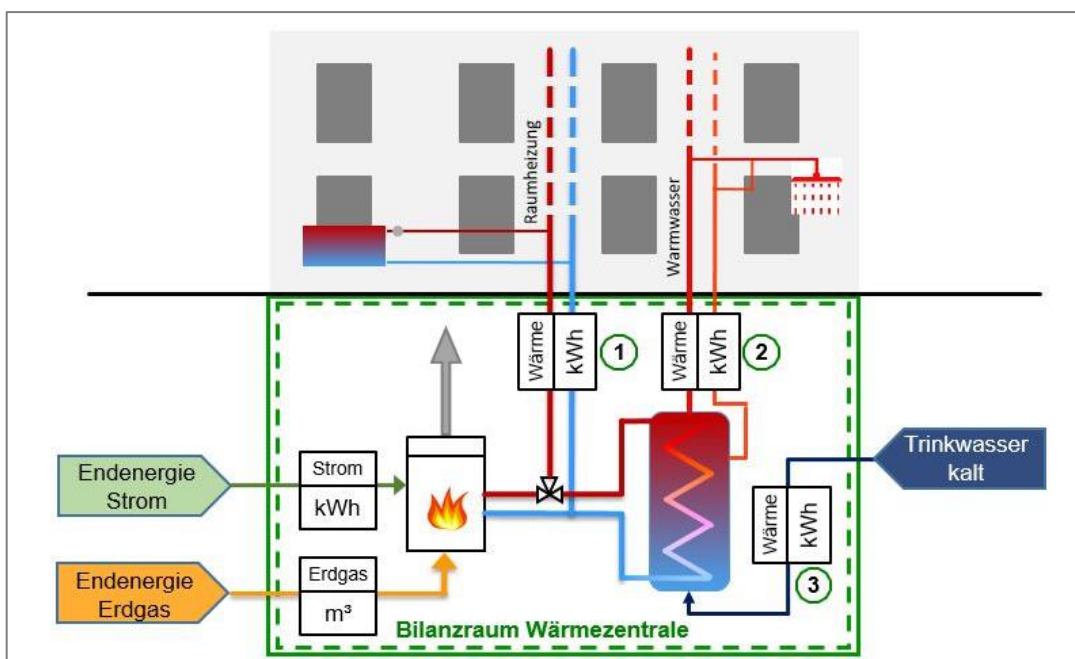 Raumheizung
Warmwasser
Wärme
kWh
1
Wärme
kWh
2
Endenergie
Strom
Strom
kWh
Trinkwasser
kalt
Wärme
kWh
3
Endenergie
Erdgas
Erdgas
m³
Bilanzraum Wärmezentrale